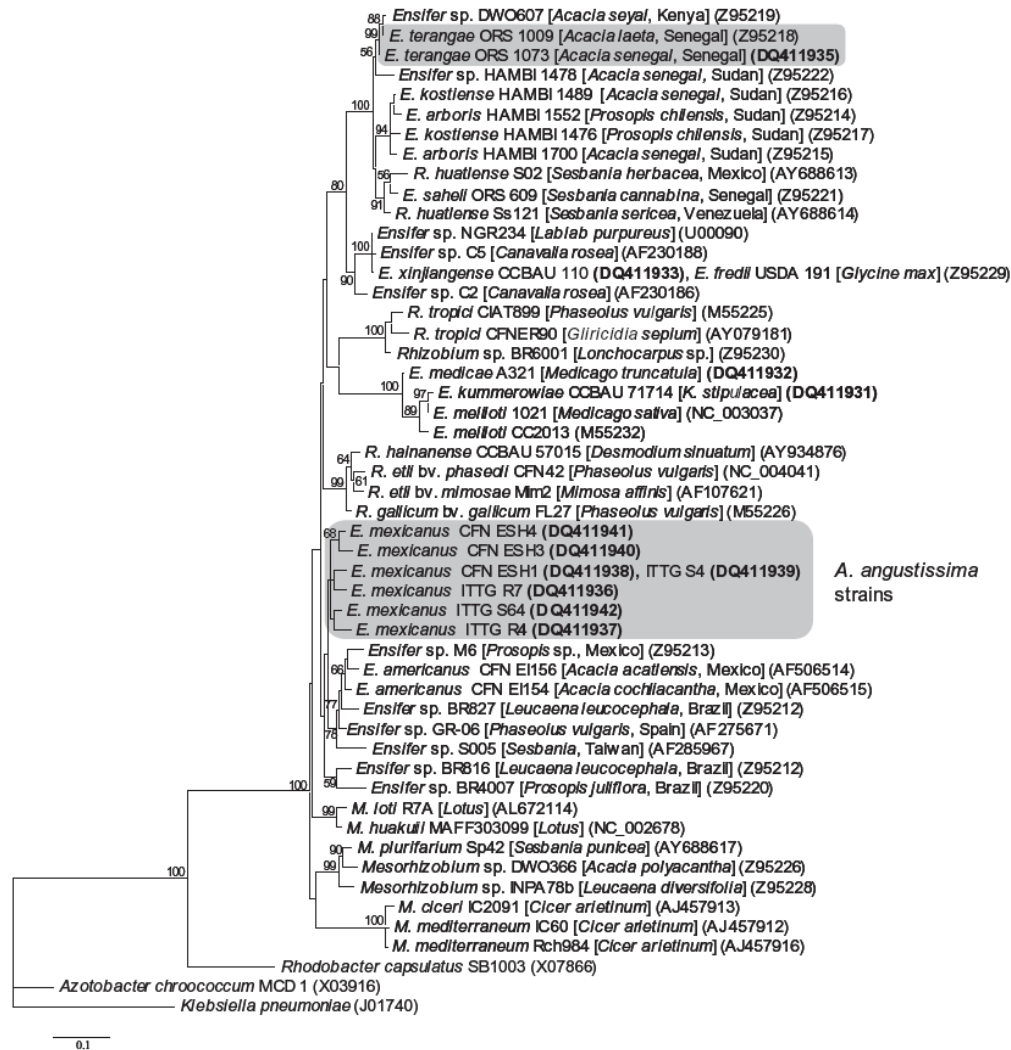 Ensifer sp. DWO607 [Acacia seyal, Kenya] (Z95219)
88
E. terangae ORS 1009 [Acacia laeta, Senegal] (Z95218)
99
E. terangae ORS 1073 [Acacia senegal, Senegal] (DQ411935)
56
Ensifer sp. HAMBI 1478 [Acacia senegal, Sudan] (Z95222)
E. kostiense HAMBI 1489 [Acacia senegal, Sudan] (Z95216)
100
E. arboris HAMBI 1552 [Prosopis chilensis, Sudan] (Z95214)
94
E. kostiense HAMBI 1476 [Prosopis chilensis, Sudan] (Z95217)
E. arboris HAMBI 1700 [Acacia senegal, Sudan] (Z95215)
56
R. huatlense S02 [Sesbania herbacea, Mexico] (AY688613)
80
E. saheli ORS 609 [Sesbania cannabina, Senegal] (Z95221)
91
R. huatlense Ss121 [Sesbania sericea, Venezuela] (AY688614)
Ensifer sp. NGR234 [Lablab purpureus] (U00090)
100
Ensifer sp. C5 [Canavalia rosea] (AF230188)
E. xinjiangense CCBAU 110 (DQ411933), E. fredii USDA 191 [Glycine max] (Z95229)
90
Ensifer sp. C2 [Canavalia rosea] (AF230186)
R. tropici CIAT899 [Phaseolus vulgaris] (M55225)
100
R. tropici CFNER90 [Gliricidia sepium] (AY079181)
Rhizobium sp. BR6001 [Lonchocarpus sp.] (Z95230)
E. medicae A321 [Medicago truncatula] (DQ411932)
100
97
E. kummerowiae CCBAU 71714 [K. stipulacea] (DQ411931)
89
E. meliloti 1021 [Medicago sativa] (NC_003037)
E. meliloti CC2013 (M55232)
R. hainanense CCBAU 57015 [Desmodium sinuatum] (AY934876)
64
R. etli bv. phaseoli CFN42 [Phaseolus vulgaris] (NC_004041)
99
61
R. etli bv. mimosae Mim2 [Mimosa affinis] (AF107621)
R. gallicum bv. gallicum FL27 [Phaseolus vulgaris] (M55226)
68
E. mexicanus CFN ESH4 (DQ411941)
E. mexicanus CFN ESH3 (DQ411940)
E. mexicanus CFN ESH1 (DQ411938), ITTG S4 (DQ411939)
E. mexicanus ITTG R7 (DQ411936)
E. mexicanus ITTG S64 (DQ411942)
E. mexicanus ITTG R4 (DQ411937)
A. angustissima
strains
Ensifer sp. M6 [Prosopis sp., Mexico] (Z95213)
66
E. americanus CFN EI156 [Acacia acatlensis, Mexico] (AF506514)
E. americanus CFN EI154 [Acacia cochliacantha, Mexico] (AF506515)
77
Ensifer sp. BR827 [Leucaena leucocephala, Brazil] (Z95212)
Ensifer sp. GR-06 [Phaseolus vulgaris, Spain] (AF275671)
78
Ensifer sp. S005 [Sesbania, Taiwan] (AF285967)
Ensifer sp. BR816 [Leucaena leucocephala, Brazil] (Z95212)
100
59
Ensifer sp. BR4007 [Prosopis juliflora, Brazil] (Z95220)
M. loti R7A [Lotus] (AL672114)
99
M. huakuii MAFF303099 [Lotus] (NC_002678)
90
M. plurifarium Sp42 [Sesbania punicea] (AY688617)
99
Mesorhizobium sp. DWO366 [Acacia polyacantha] (Z95226)
100
Mesorhizobium sp. INPA78b [Leucaena diversifolia] (Z95228)
M. ciceri IC2091 [Cicer arietinum] (AJ457913)
100
M. mediterraneum IC60 [Cicer arietinum] (AJ457912)
M. mediterraneum Rch984 [Cicer arietinum] (AJ457916)
Rhodobacter capsulatus SB1003 (X07866)
Azotobacter chroococcum MCD 1 (X03916)
Klebsiella pneumoniae (J01740)
0.1